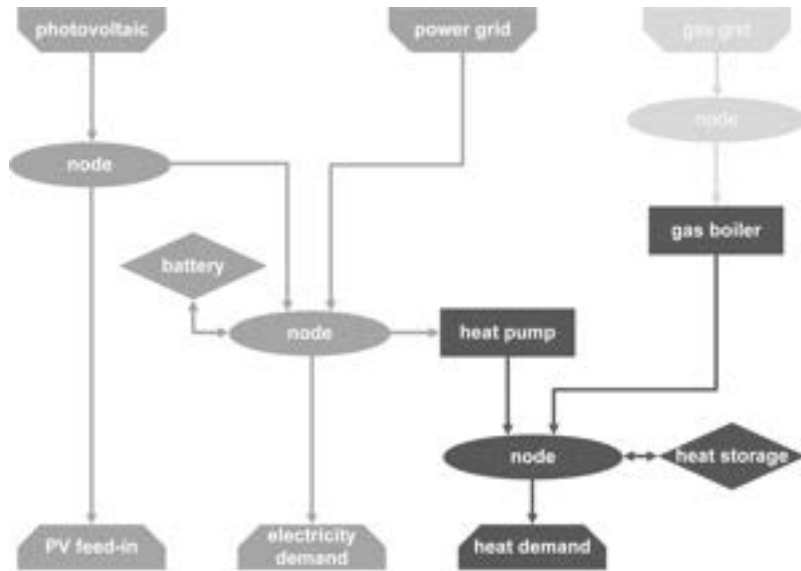 photovoltaic
power grid
gas grid
node
node
gas boiler
battery
node
heat pump
node
heat storage
PV feed-in
electricity
demand
heat demand